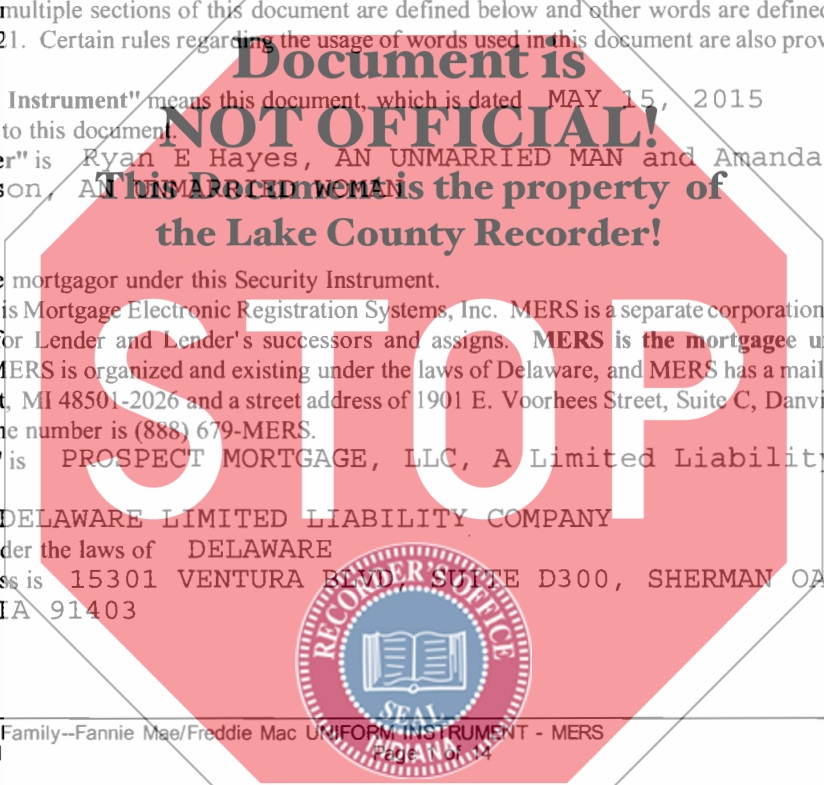 multiple sections of this document are defined below and other words are defined
21. Certain rules regarding the usage of words used in this document are also prov
Document is
Instrument" means this document, which is dated MAY 15, 2015
to this document.
NOT OFFICIAL!
er" is Ryan E Hayes, AN UNMARRIED MAN and Amanda
son, AN UNMARRIED WOMAN
This Document is the property of
the Lake County Recorder!
e mortgagor under this Security Instrument.
is Mortgage Electronic Registration Systems, Inc. MERS is a separate corporation
or Lender and Lender's successors and assigns. MERS is the mortgagee u
MERS is organized and existing under the laws of Delaware, and MERS has a mail
t, MI 48501-2026 and a street address of 1901 E. Voorhees Street, Suite C, Danvi
ne number is (888) 679-MERS.
STOP
" is PROSPECT MORTGAGE, LLC, A Limited Liability
DELAWARE LIMITED LIABILITY COMPANY
der the laws of DELAWARE
ss is 15301 VENTURA BLVD, SUITE D300, SHERMAN OA
IA 91403
RECORDER'S OFFICE
SEAL
INDIANA
Family--Fannie Mae/Freddie Mac UNIFORM INSTRUMENT - MERS
Page 1 of 14